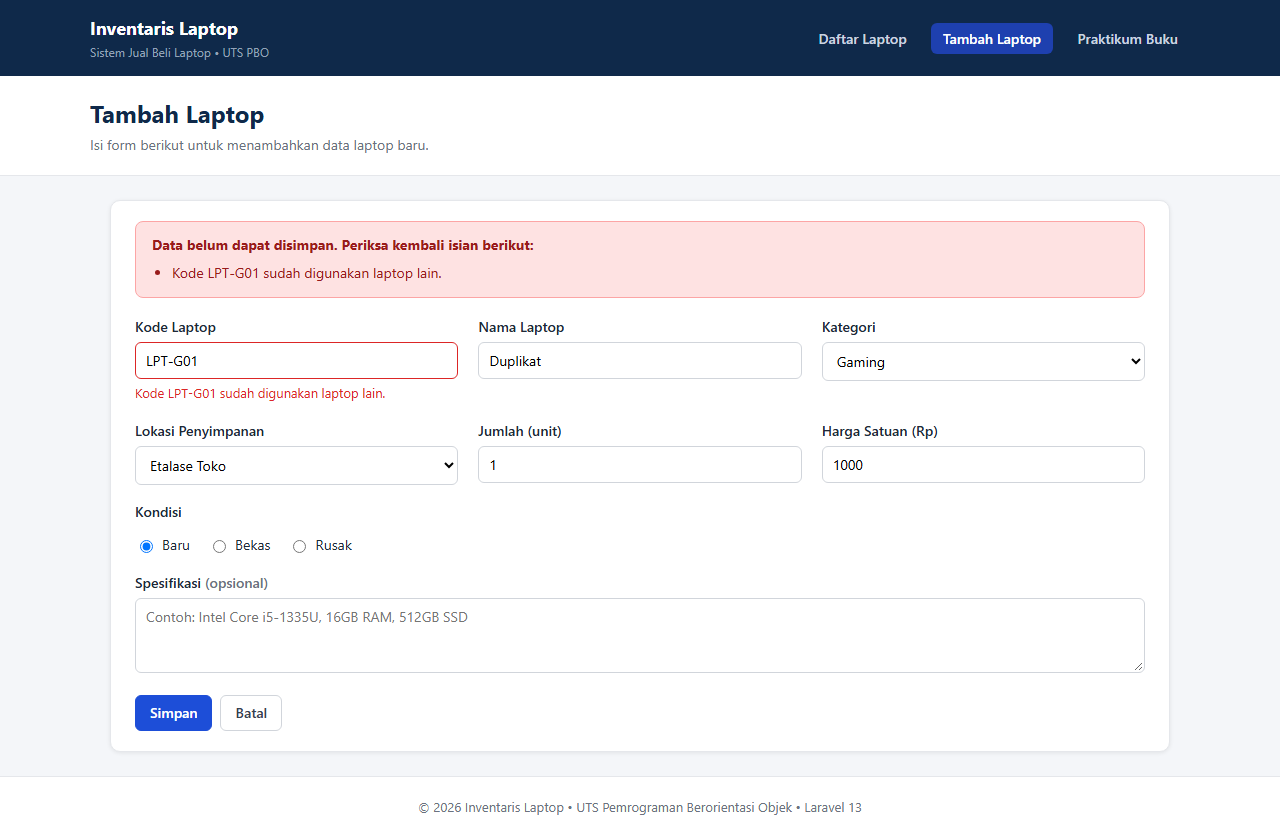 Inventaris Laptop
Sistem Jual Beli Laptop • UTS PBO
Daftar Laptop
Tambah Laptop
Praktikum Buku
Tambah Laptop
Isi form berikut untuk menambahkan data laptop baru.
Data belum dapat disimpan. Periksa kembali isian berikut:
• Kode LPT-G01 sudah digunakan laptop lain.
Kode Laptop
Nama Laptop
Kategori
LPT-G01
Duplikat
Gaming
Kode LPT-G01 sudah digunakan laptop lain.
Lokasi Penyimpanan
Jumlah (unit)
Harga Satuan (Rp)
Etalase Toko
1
1000
Kondisi
Baru
Bekas
Rusak
Spesifikasi (opsional)
Contoh: Intel Core i5-1335U, 16GB RAM, 512GB SSD
Simpan
Batal
© 2026 Inventaris Laptop • UTS Pemrograman Berorientasi Objek • Laravel 13